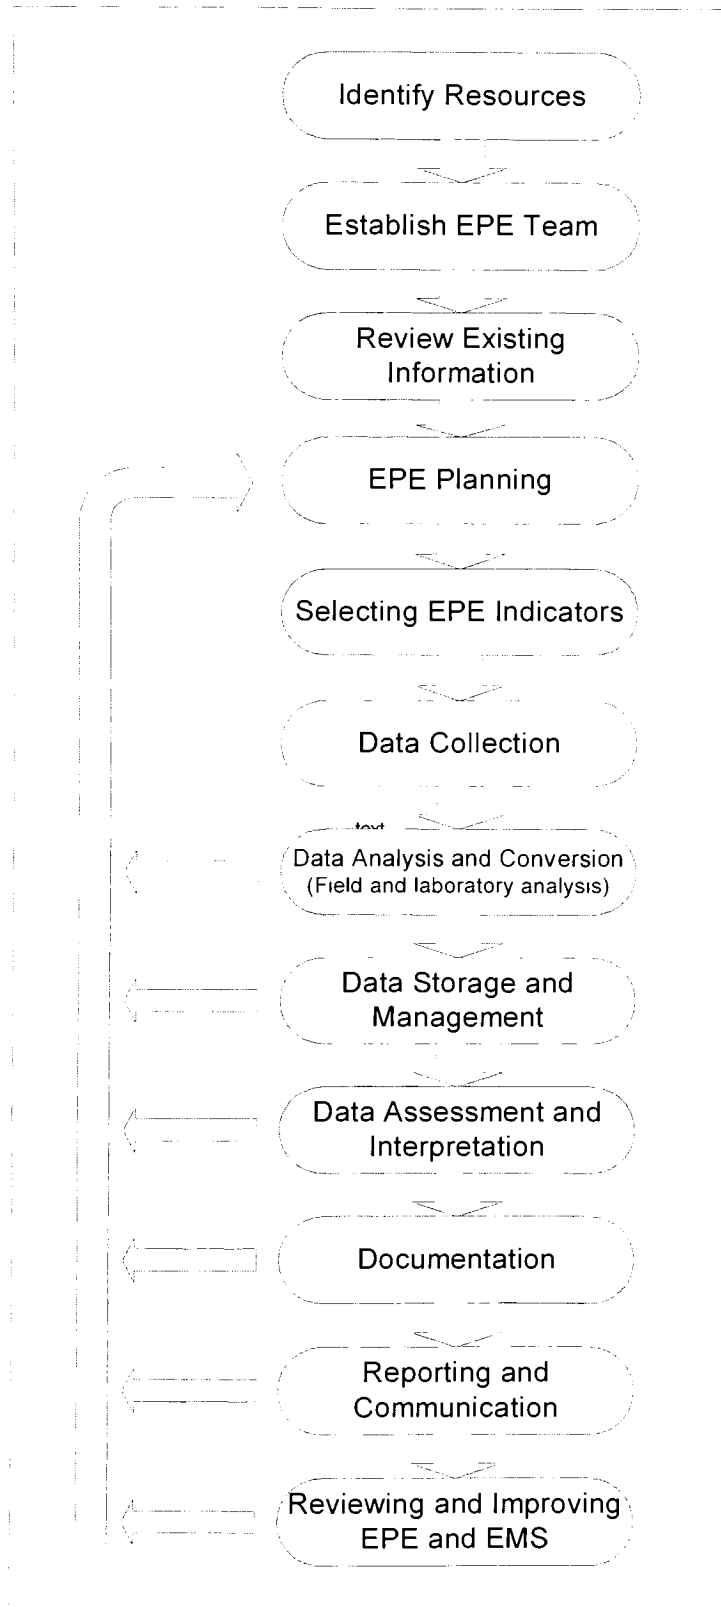 Identify Resources
Establish EPE Team
Review Existing
Information
EPE Planning
Selecting EPE Indicators
Data Collection
text
Data Analysis and Conversion
(Field and laboratory analysis)
Data Storage and
Management
Data Assessment and
Interpretation
Documentation
Reporting and
Communication
Reviewing and Improving
EPE and EMS